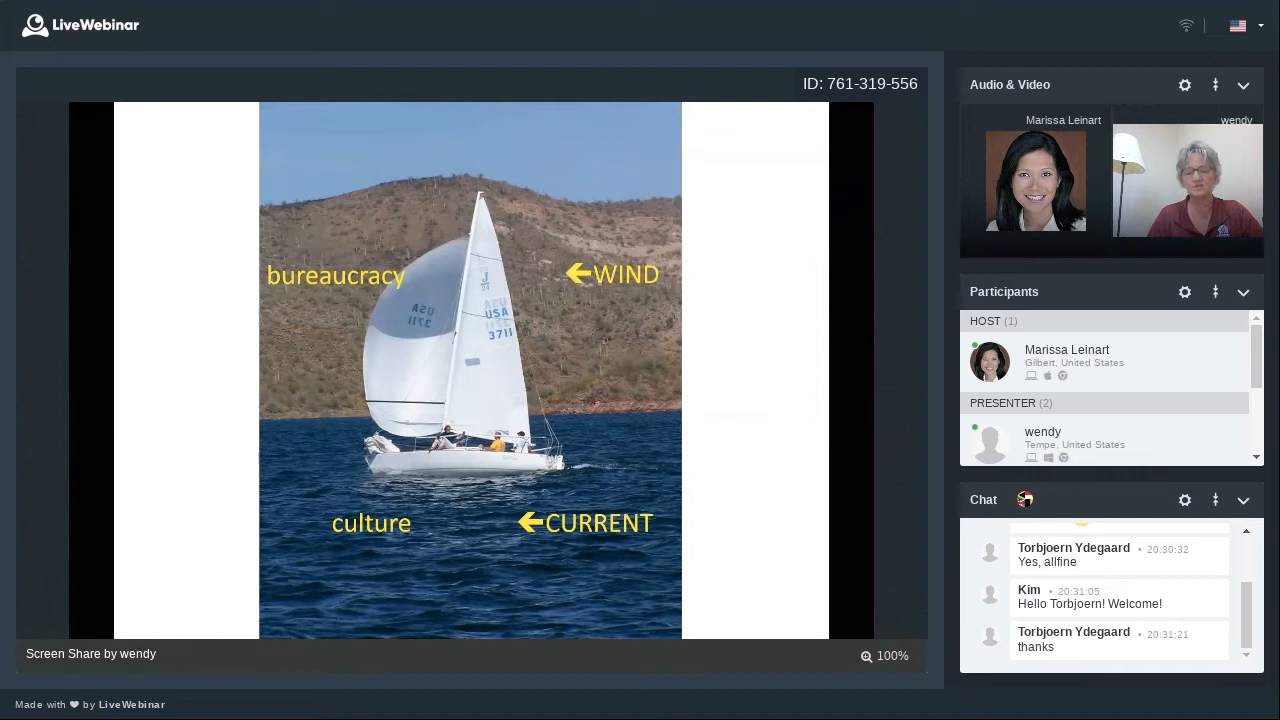 LiveWebinar
ID: 761-319-556
bureaucracy
WIND
J
24
USA
3711
USA
3711
culture
CURRENT
Screen Share by wendy
100%
Made with by LiveWebinar
Audio & Video
Marissa Leinart
wendy
Participants
HOST (1)
Marissa Leinart
Gilbert, United States
PRESENTER (2)
wendy
Tempe, United States
Chat
Torbjoern Ydegaard • 20:30:32
Yes, allfine
Kim • 20:31:05
Hello Torbjoern! Welcome!
Torbjoern Ydegaard • 20:31:21
thanks